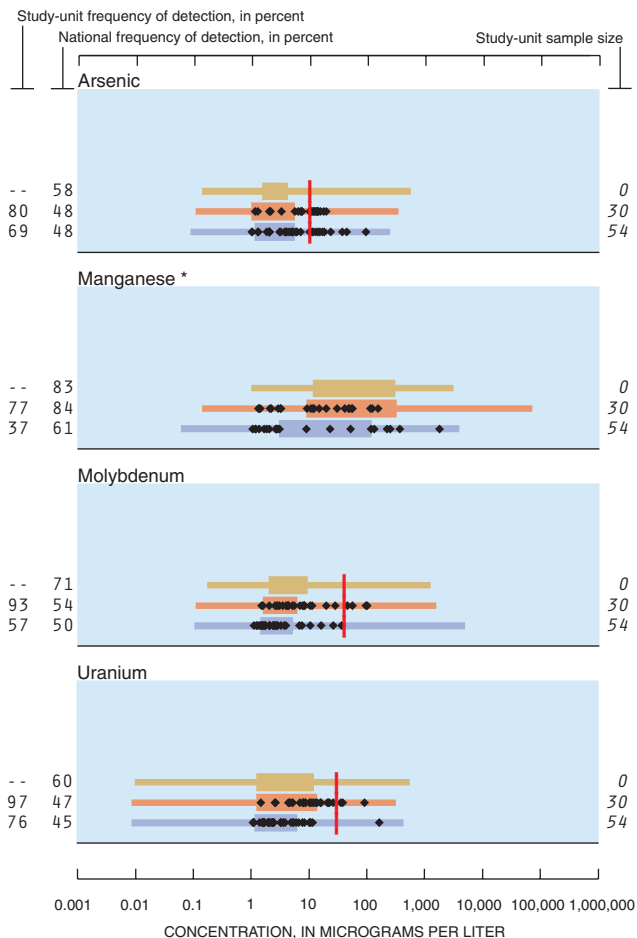 Study-unit frequency of detection, in percent
National frequency of detection, in percent
Study-unit sample size
Arsenic
-- 58 0
80 48 30
69 48 54
Manganese *
-- 83 0
77 84 30
37 61 54
Molybdenum
-- 71 0
93 54 30
57 50 54
Uranium
-- 60 0
97 47 30
76 45 54
0.001 0.01 0.1 1 10 100 1,000 10,000 100,000 1,000,000
CONCENTRATION, IN MICROGRAMS PER LITER